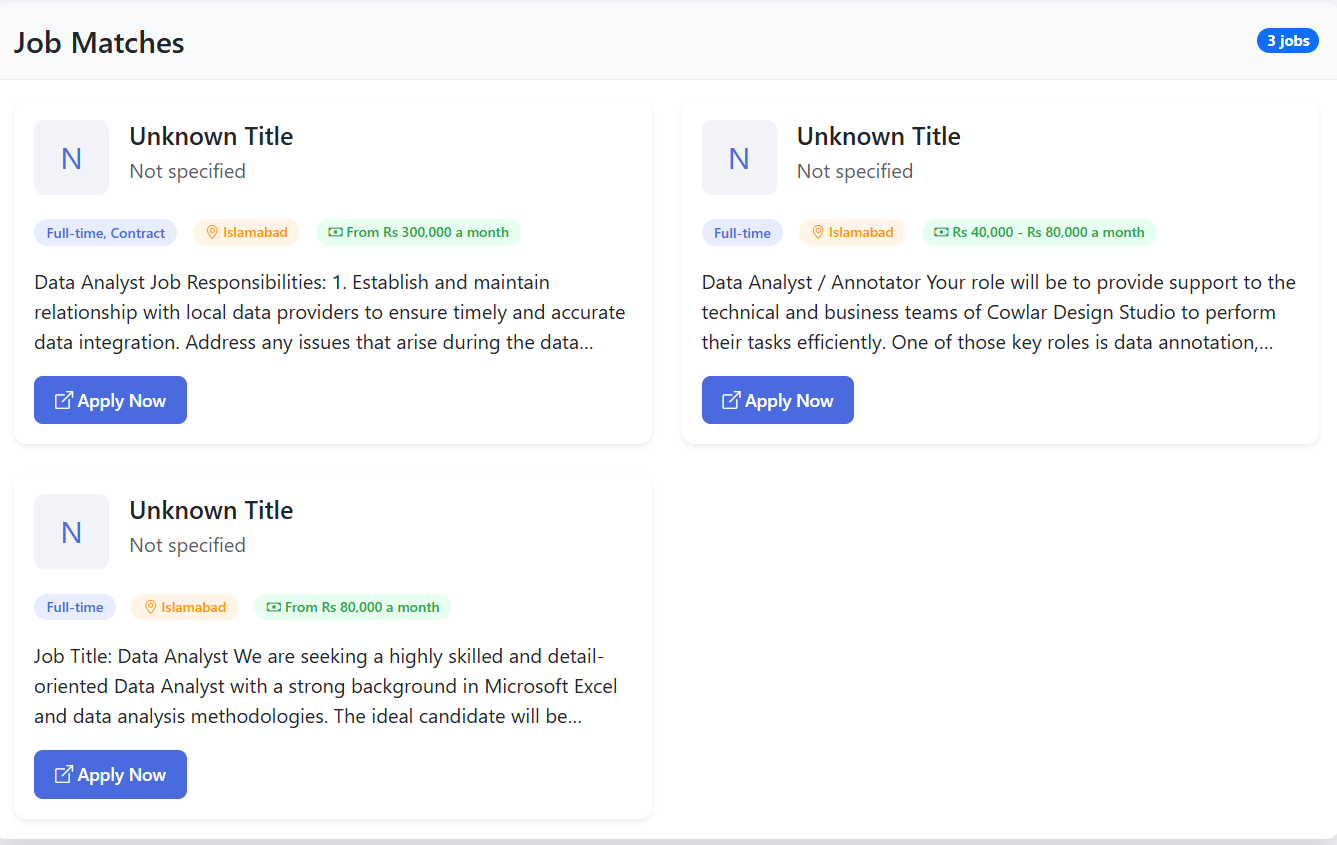 Job Matches
3 jobs
N
Unknown Title
Not specified
Full-time, Contract
Islamabad
From Rs 300,000 a month
Data Analyst Job Responsibilities: 1. Establish and maintain
relationship with local data providers to ensure timely and accurate
data integration. Address any issues that arise during the data...
Apply Now
N
Unknown Title
Not specified
Full-time
Islamabad
Rs 40,000 - Rs 80,000 a month
Data Analyst / Annotator Your role will be to provide support to the
technical and business teams of Cowlar Design Studio to perform
their tasks efficiently. One of those key roles is data annotation,...
Apply Now
N
Unknown Title
Not specified
Full-time
Islamabad
From Rs 80,000 a month
Job Title: Data Analyst We are seeking a highly skilled and detail-
oriented Data Analyst with a strong background in Microsoft Excel
and data analysis methodologies. The ideal candidate will be...
Apply Now